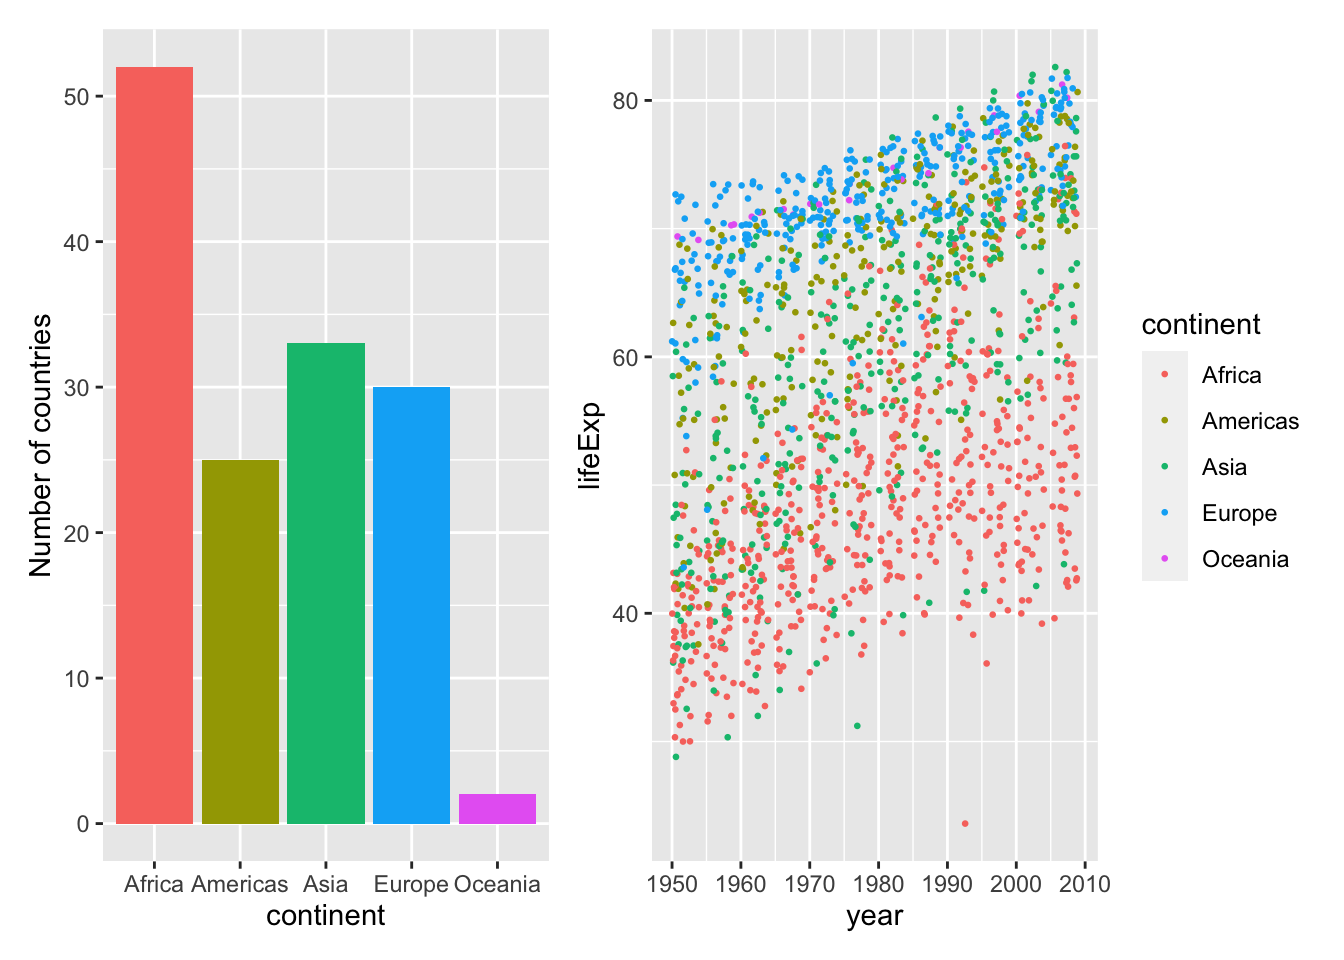 Number of countries
50
40
30
20
10
0
Africa Americas Asia Europe Oceania
continent
lifeExp
80
60
40
1950 1960 1970 1980 1990 2000 2010
year
continent
Africa
Americas
Asia
Europe
Oceania